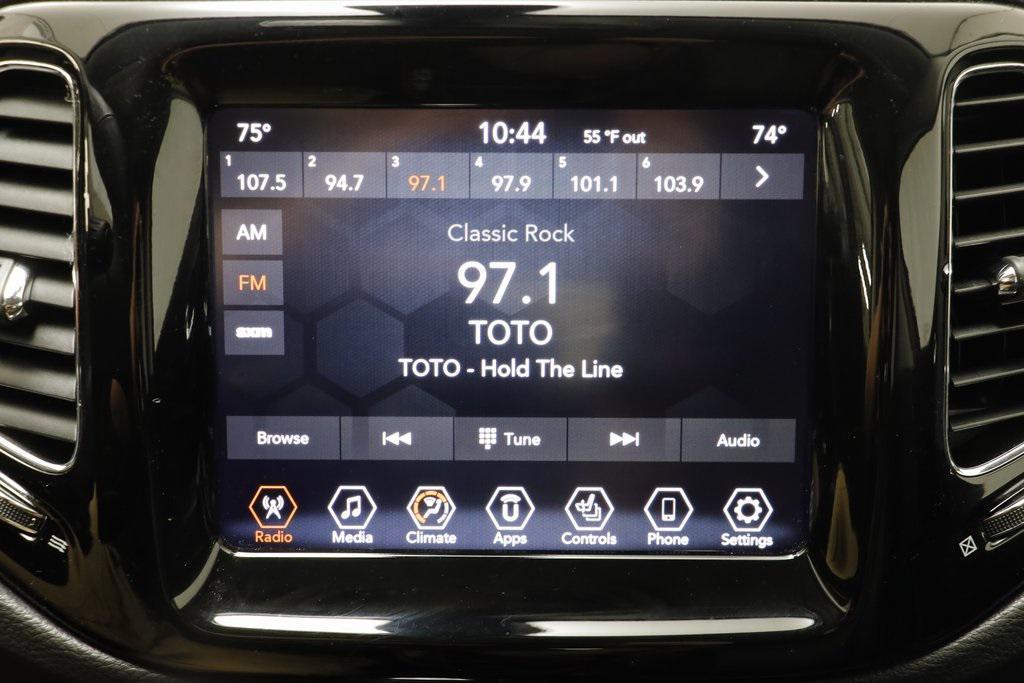 75° 10:44 55 °F out 74°
1 2 3 4 5 6
107.5 94.7 97.1 97.9 101.1 103.9 >
AM
Classic Rock
FM
97.1
sxm
TOTO
TOTO - Hold The Line
Browse Tune Audio
Radio Media Climate Apps Controls Phone Settings